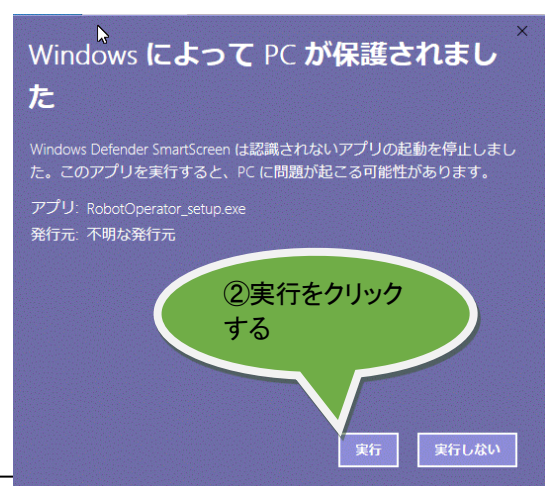 Windows によって PC が保護されまし
た
Windows Defender SmartScreen は認識されないアプリの起動を停止しまし
た。このアプリを実行すると、PC に問題が起こる可能性があります。
アプリ: RobotOperator_setup.exe
発行元: 不明な発行元
②実行をクリック
する
実行
実行しない